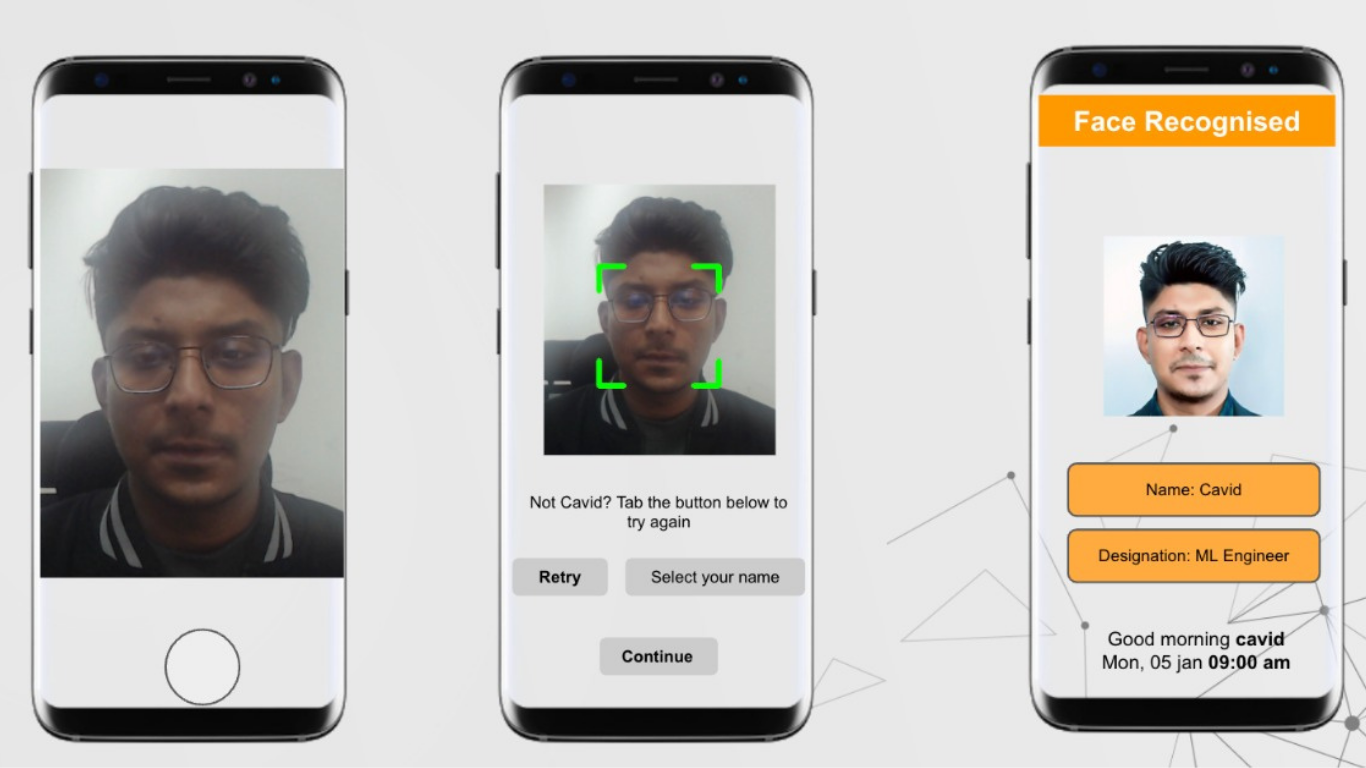 Not Cavid? Tab the button below to
try again
Retry
Select your name
Continue
Face Recognised
Name: Cavid
Designation: ML Engineer
Good morning cavid
Mon, 05 jan 09:00 am